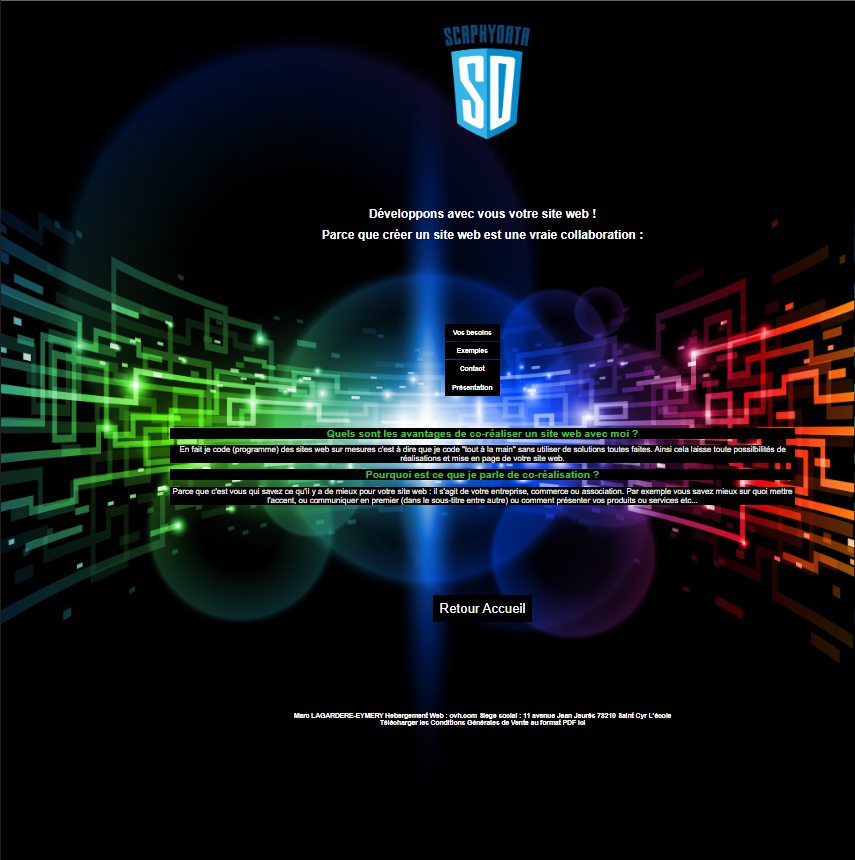 SCAPHYDATA
SD
Développons avec vous votre site web !
Parce que créer un site web est une vraie collaboration :
Vos besoins
Exemples
Contact
Présentation
Quels sont les avantages de co-réaliser un site web avec moi ?
En fait je code (programme) des sites web sur mesures c'est à dire que je code "tout à la main" sans utiliser de solutions toutes faites. Ainsi cela laisse toute possilbilités de
réalisations et mise en page de votre site web.
Pourquoi est ce que je parle de co-réalisation ?
Parce que c'est vous qui savez ce qu'il y a de mieux pour votre site web : il s'agit de votre entreprise, commerce ou association. Par exemple vous savez mieux sur quoi mettre
l'accent, ou communiquer en premier (dans le sous-titre entre autre) ou comment présenter vos produits ou services etc...
Retour Accueil
Marc LAGARDERE-EYMERY Hebergement Web : ovh.com Siege social : 11 avenue Jean Jaurés 78210 Saint Cyr L'école
Télécharger les Conditions Générales de Vente au format PDF Ici